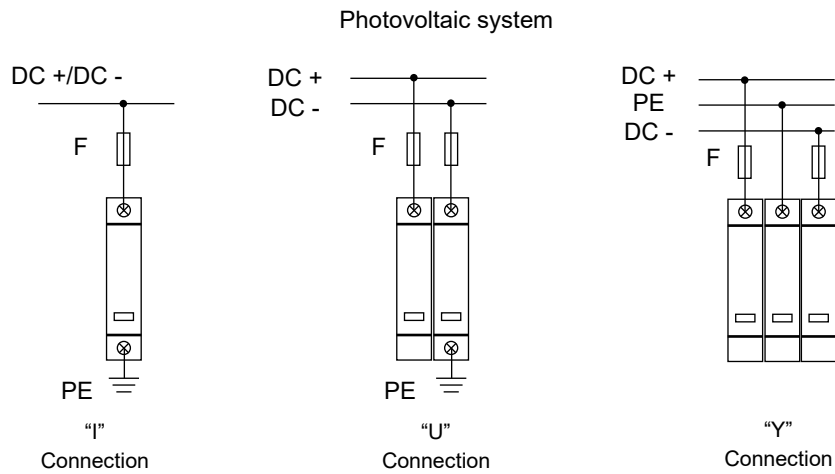 Photovoltaic system
DC +/DC -
F
PE
“I”
Connection
DC +
DC -
F
PE
“U”
Connection
DC +
PE
DC -
F
“Y”
Connection